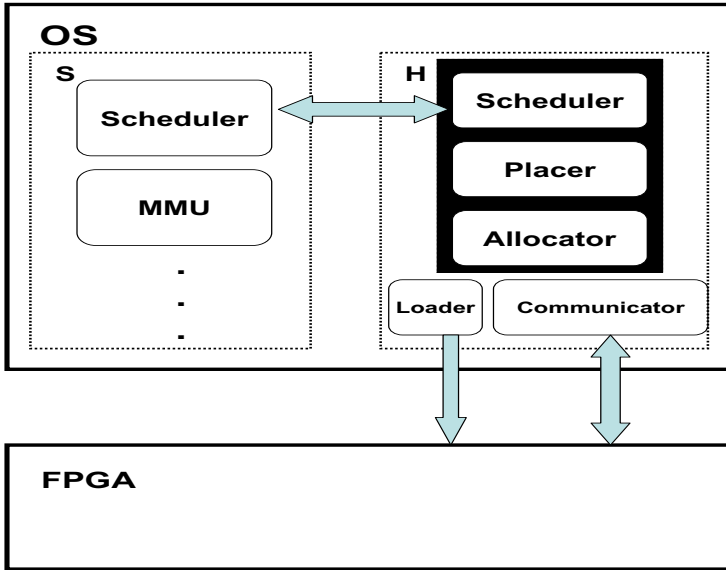 OS
S
Scheduler
MMU
.
.
.
H
Scheduler
Placer
Allocator
Loader
Communicator
FPGA